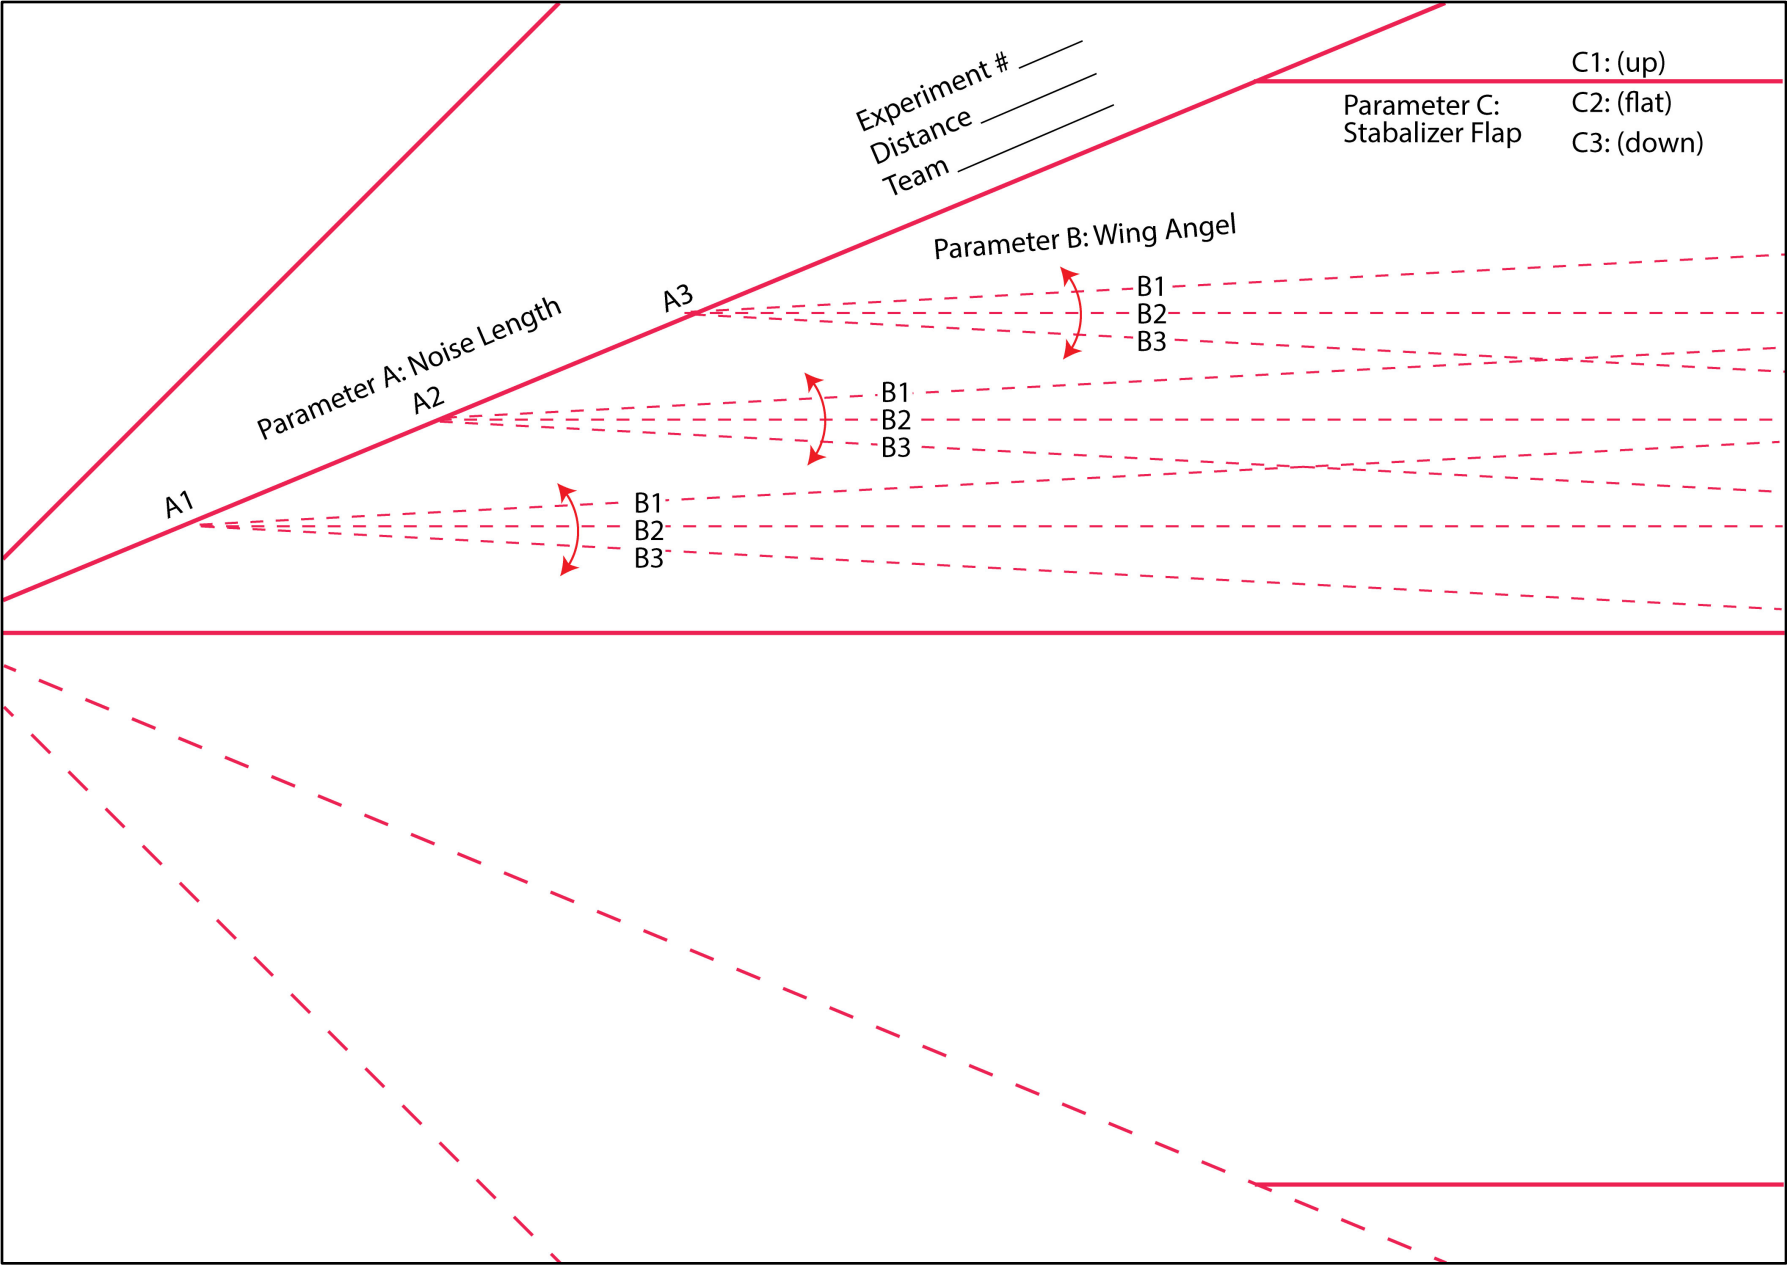 Experiment #
Distance
Team
C1: (up)
Parameter C:
Stabalizer Flap
C2: (flat)
C3: (down)
Parameter B: Wing Angel
Parameter A: Noise Length
A3
B1
B2
B3
A2
B1
B2
B3
A1
B1
B2
B3